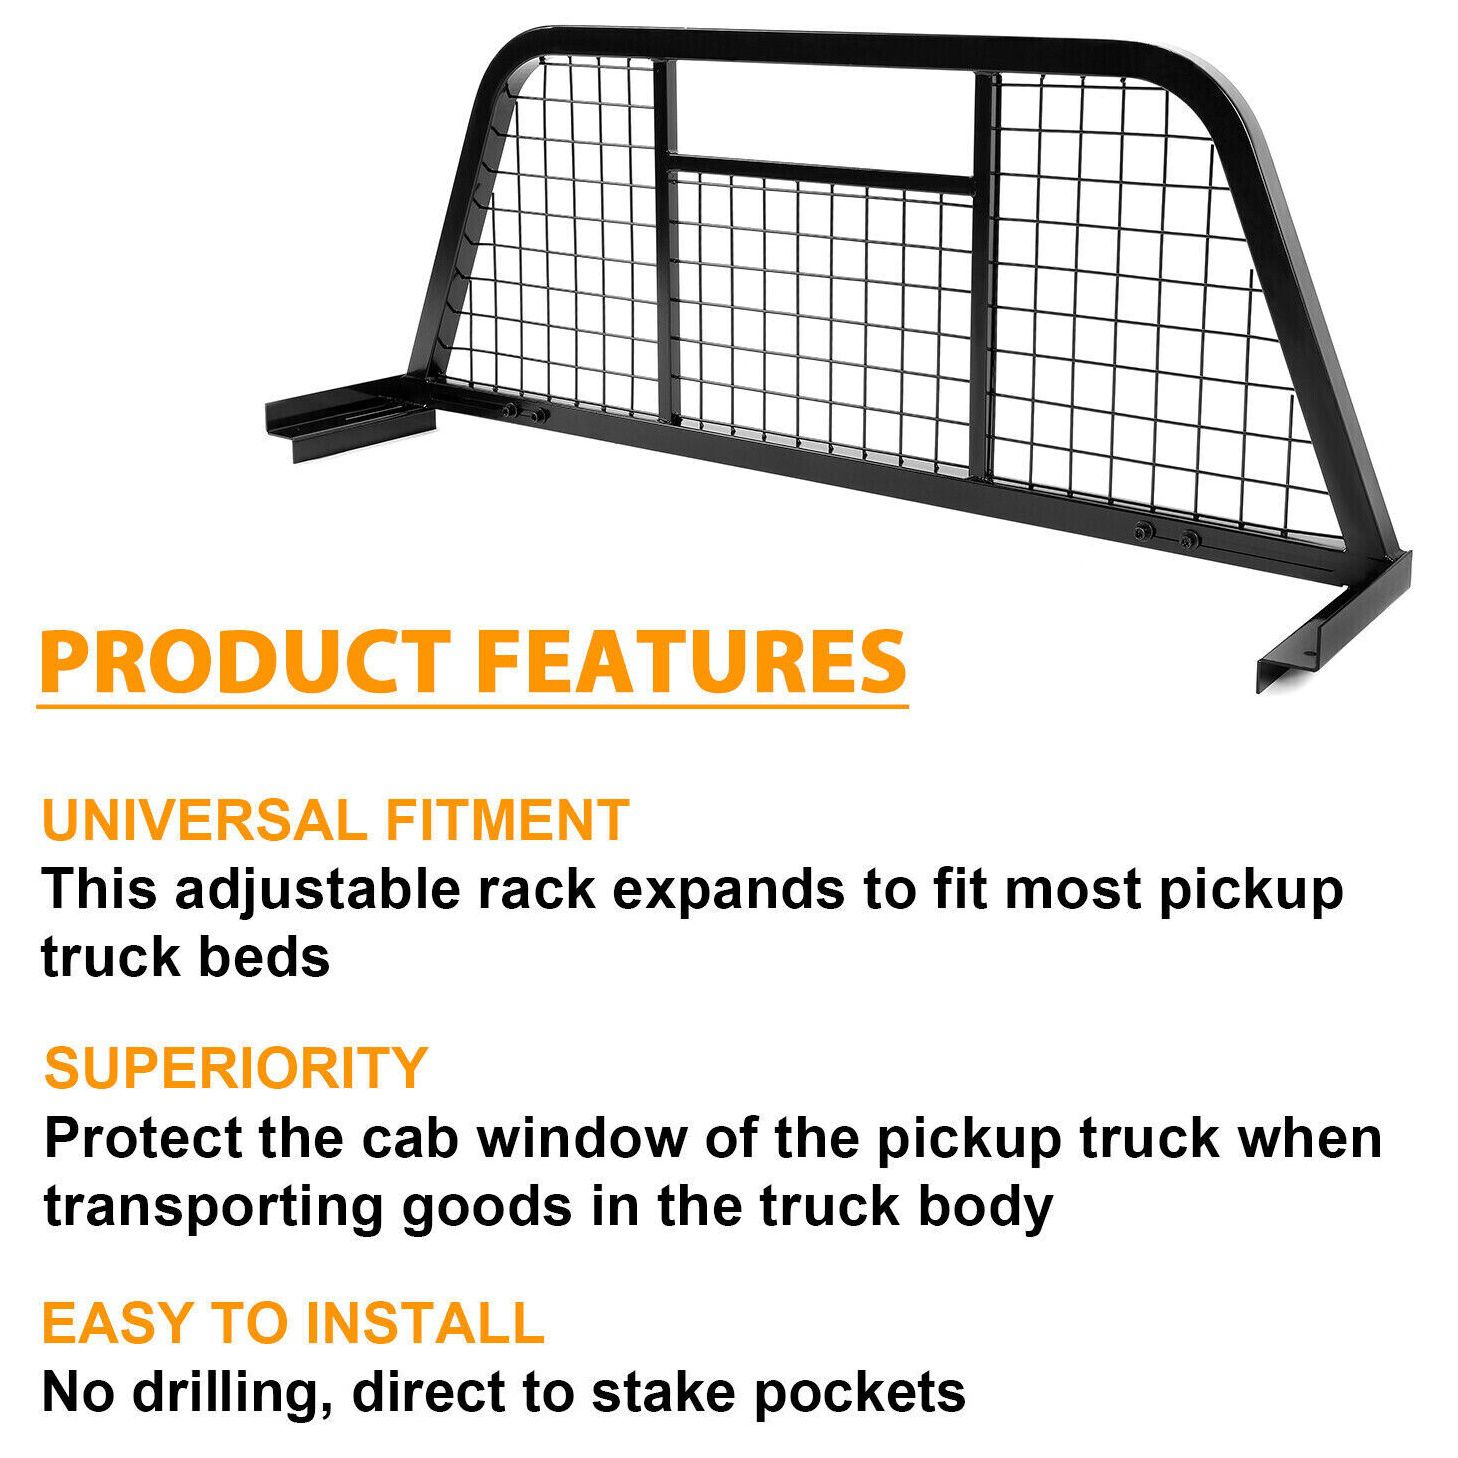 PRODUCT FEATURES
UNIVERSAL FITMENT
This adjustable rack expands to fit most pickup
truck beds
SUPERIORITY
Protect the cab window of the pickup truck when
transporting goods in the truck body
EASY TO INSTALL
No drilling, direct to stake pockets